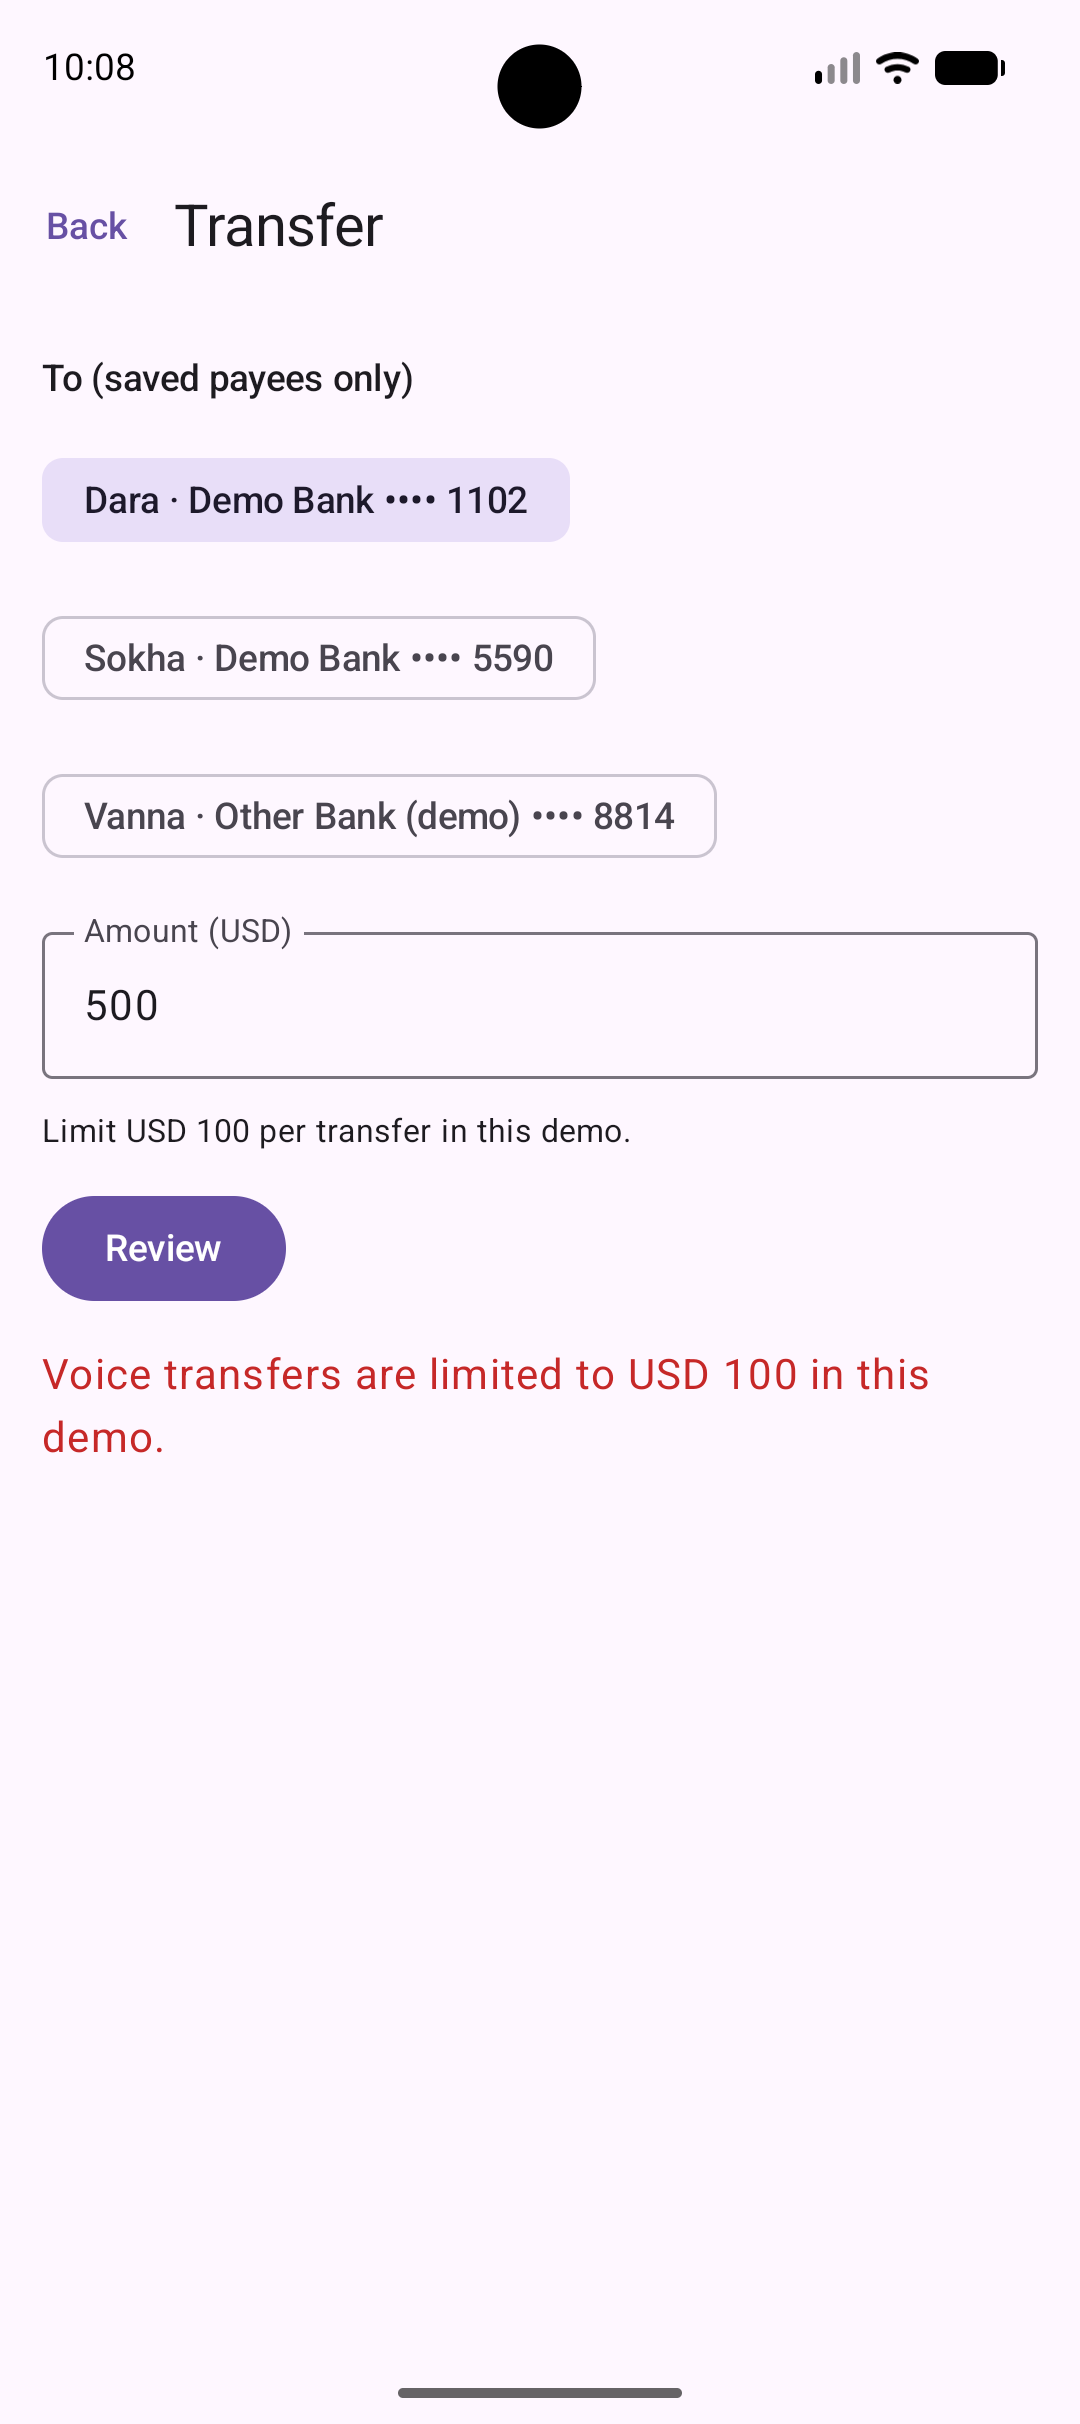 10:08
Back Transfer
To (saved payees only)
Dara · Demo Bank •••• 1102
Sokha · Demo Bank •••• 5590
Vanna · Other Bank (demo) •••• 8814
Amount (USD)
500
Limit USD 100 per transfer in this demo.
Review
Voice transfers are limited to USD 100 in this
demo.